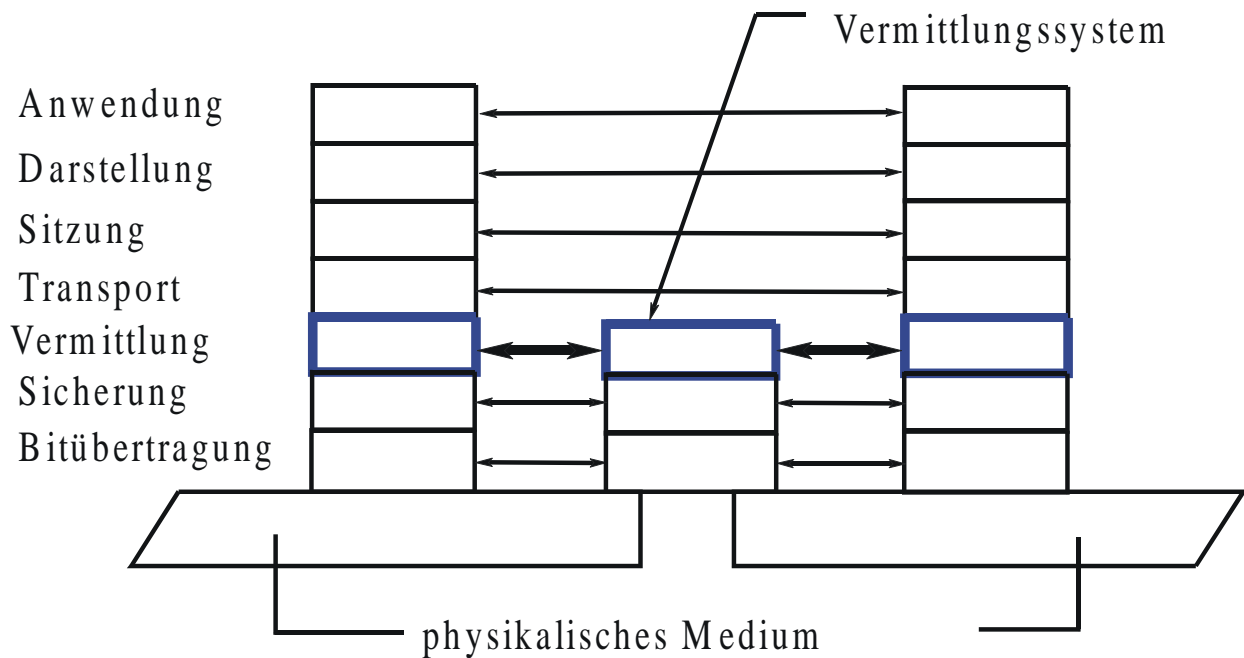 Vermittlungssystem
Anwendung
Darstellung
Sitzung
Transport
Vermittlung
Sicherung
Bitübertragung
physikalisches Medium